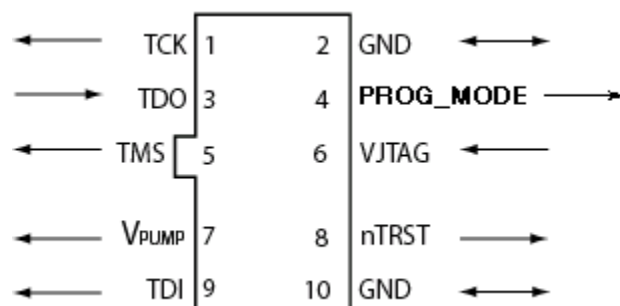 TCK 1 2 GND
TDO 3 4 PROG_MODE
TMS 5 6 VJTAG
VPUMP 7 8 nTRST
TDI 9 10 GND